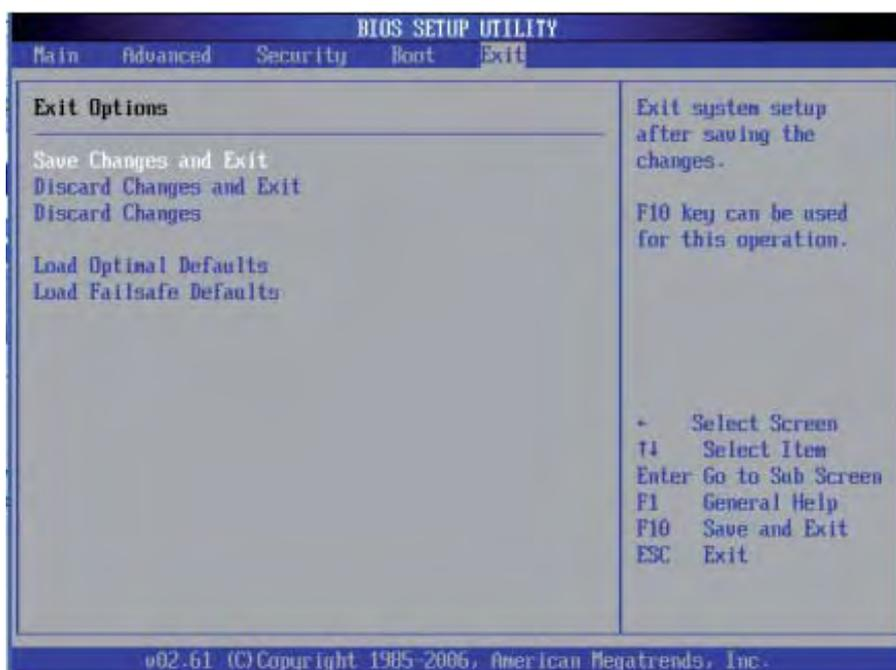 BIOS SETUP UTILITY
Main Advanced Security Boot Exit
Exit Options
Save Changes and Exit
Discard Changes and Exit
Discard Changes
Load Optimal Defaults
Load Failsafe Defaults
Exit system setup
after saving the
changes.
F10 key can be used
for this operation.
← Select Screen
↑↓ Select Item
Enter Go to Sub Screen
F1 General Help
F10 Save and Exit
ESC Exit
v02.61 (C)Copyright 1985-2006, American Megatrends, Inc.